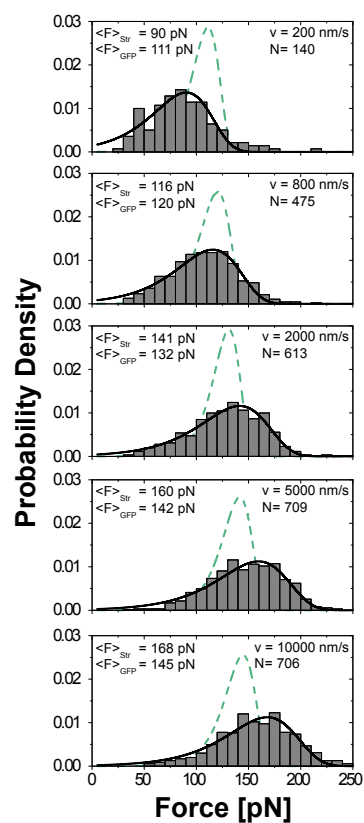 Probability Density
0.03
0.02
0.01
0.00
<F>Str = 90 pN
<F>GFP = 111 pN
v = 200 nm/s
N= 140
0.03
0.02
0.01
0.00
<F>Str = 116 pN
<F>GFP = 120 pN
v = 800 nm/s
N= 475
0.03
0.02
0.01
0.00
<F>Str = 141 pN
<F>GFP = 132 pN
v = 2000 nm/s
N= 613
0.03
0.02
0.01
0.00
<F>Str = 160 pN
<F>GFP = 142 pN
v = 5000 nm/s
N= 709
0.03
0.02
0.01
0.00
<F>Str = 168 pN
<F>GFP = 145 pN
v = 10000 nm/s
N= 706
0 50 100 150 200 250
Force [pN]